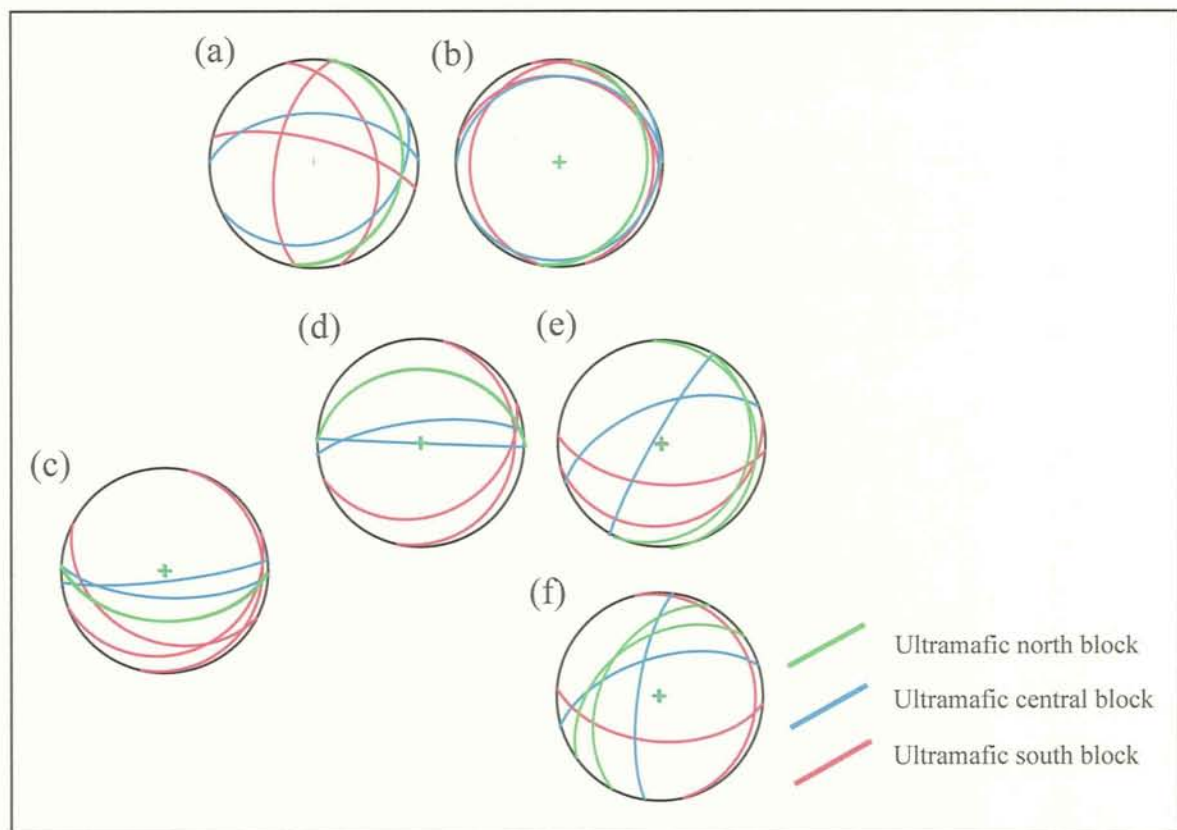 (a)
(b)
(d)
(e)
(c)
(f)
Ultramafic north block
Ultramafic central block
Ultramafic south block